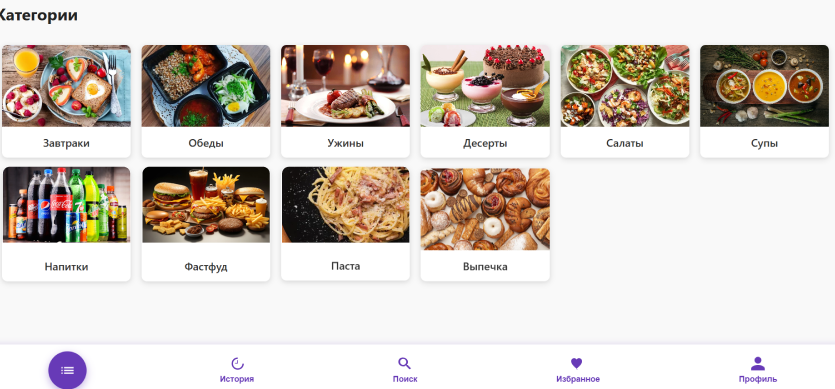 Категории
Завтраки
Обеды
Ужины
Десерты
Салаты
Супы
Напитки
Фастфуд
Паста
Выпечка
История
Поиск
Избранное
Профиль